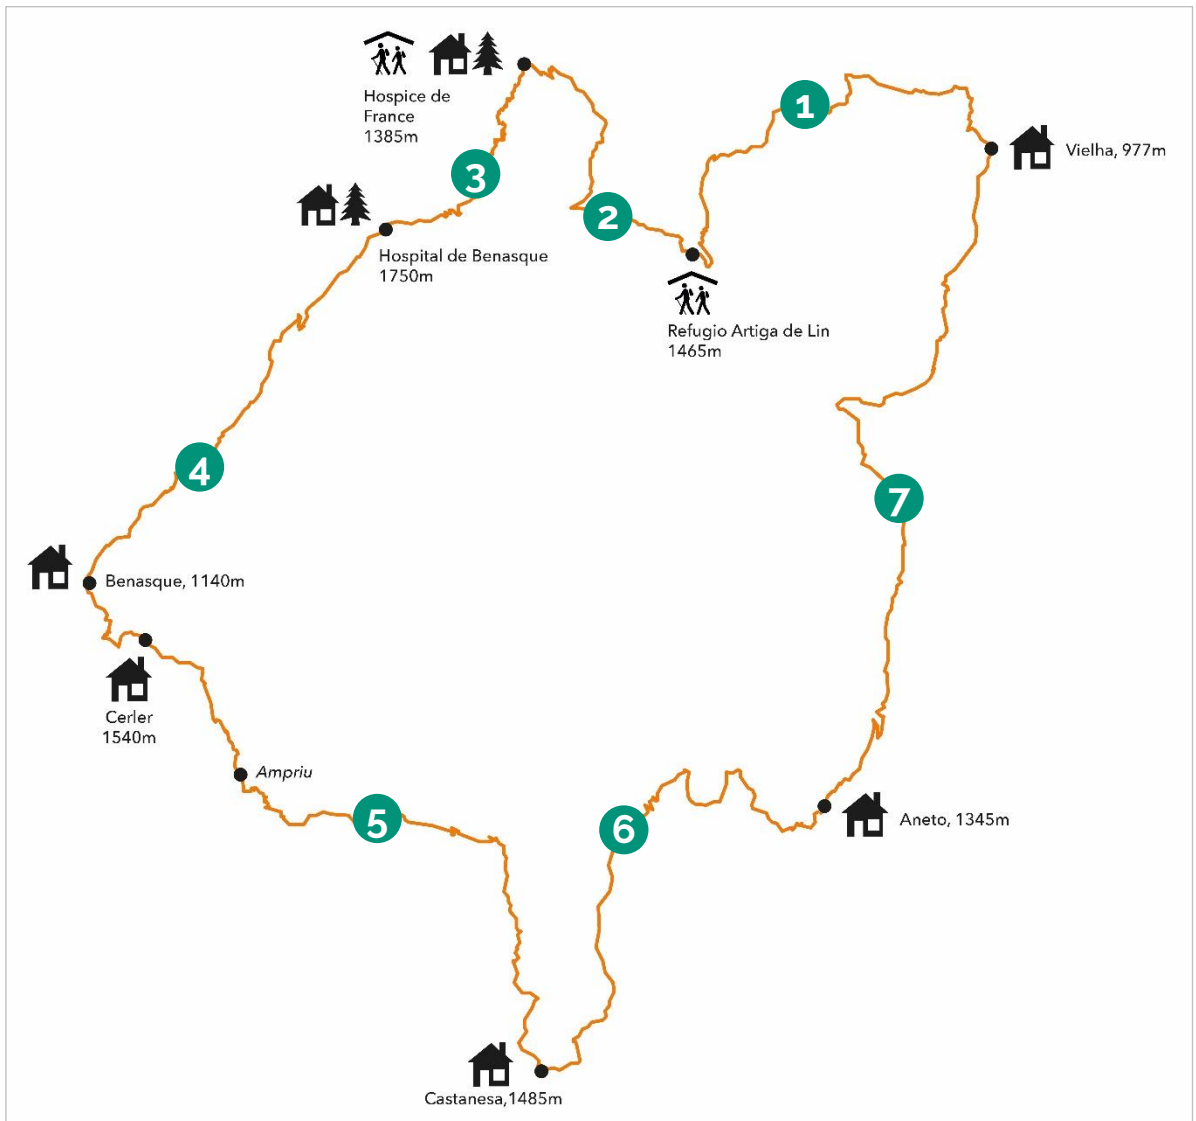 Hospice de
France
1385m
1
Vielha, 977m
3
2
Hospital de Benasque
1750m
Refugio Artiga de Lin
1465m
4
7
Benasque, 1140m
Cerler
1540m
Ampriu
5
6
Aneto, 1345m
Castanesa,1485m